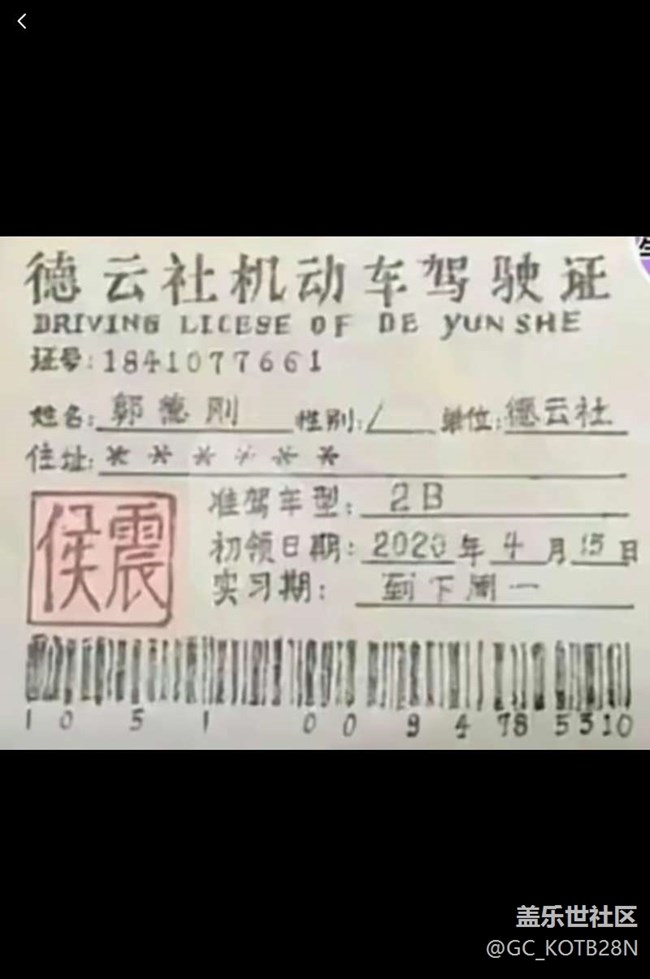 德云社机动车驾驶证
DRIVING LICESE OF DE YUN SHE
证号:1841077661
姓名:郭德刚 性别:/ 单位:德云社
住址:******
准驾车型:2B
初领日期:2020年4月15日
实习期:到下周一
侯震
1 0 5 1 0 0 9 4 785310
盖乐世社区
@GC_KOTB28N